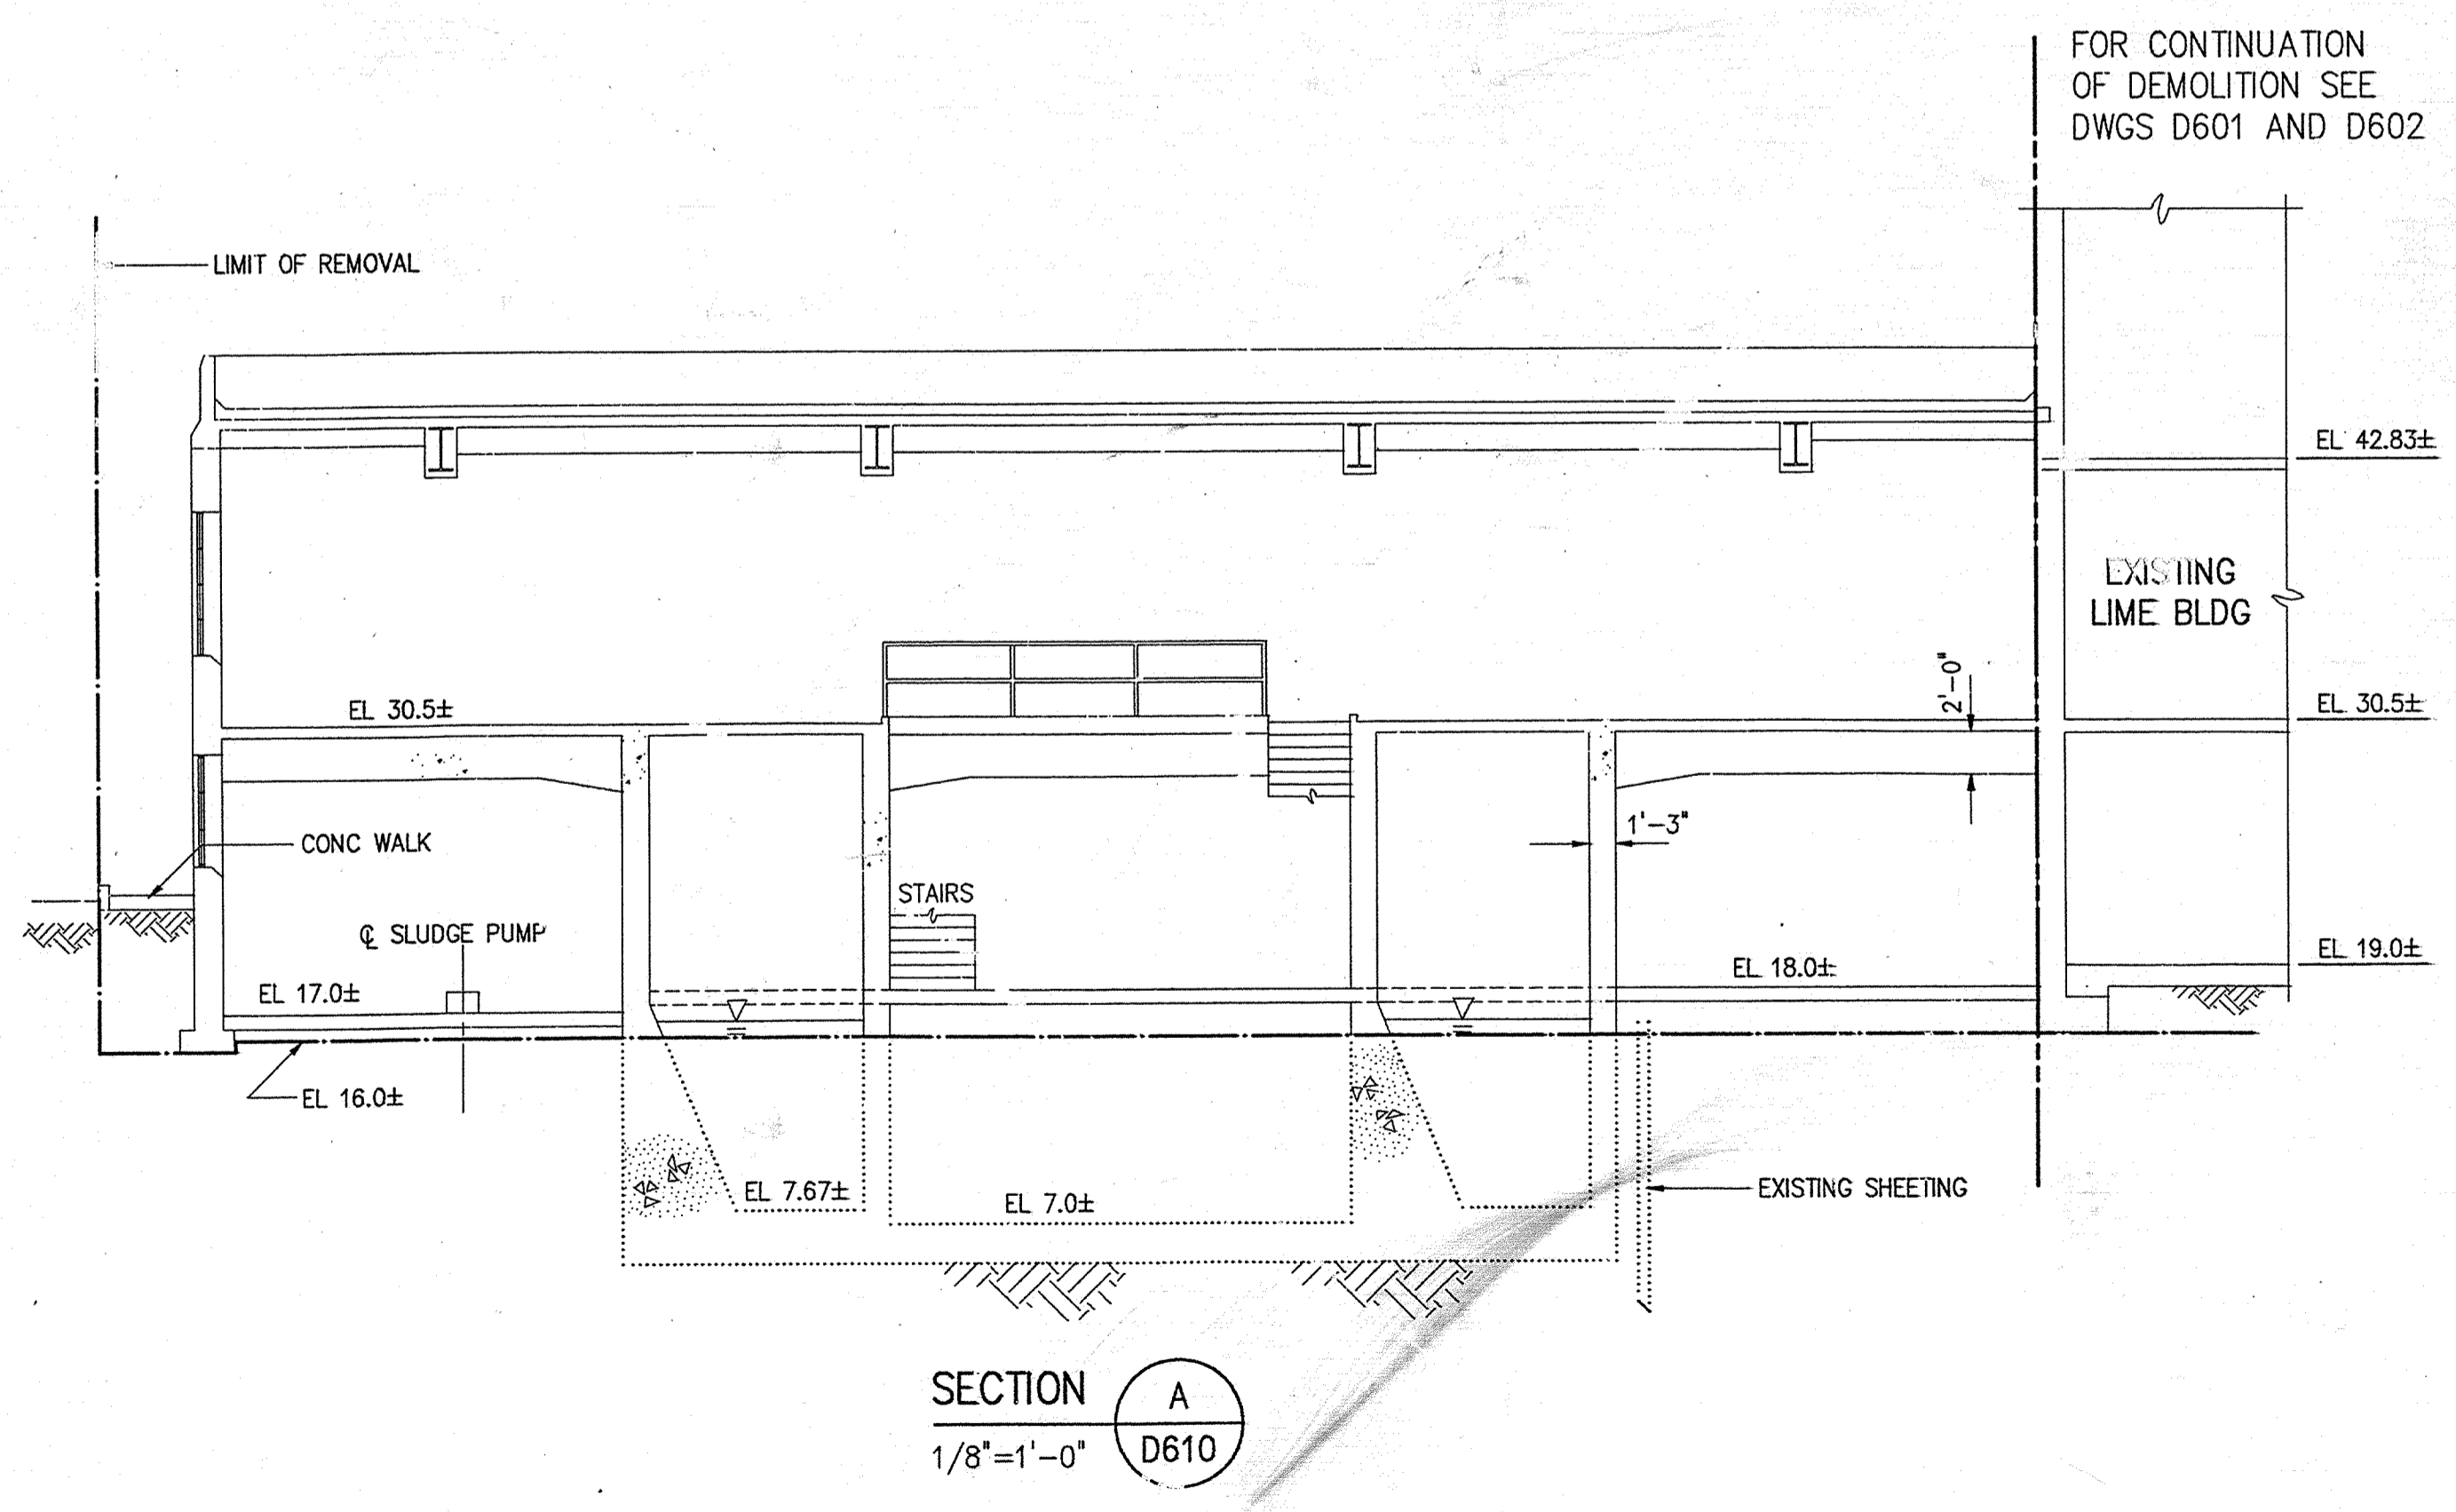 FOR CONTINUATION
OF DEMOLITION SEE
DWGS D601 AND D602
LIMIT OF REMOVAL
EL 42.83±
EXISTING
LIME BLDG
2'-0"
EL 30.5±
EL 30.5±
1'-3"
CONC WALK
STAIRS
℄ SLUDGE PUMP
EL 17.0±
EL 18.0±
EL 19.0±
EL 16.0±
EL 7.67±
EL 7.0±
EXISTING SHEETING
SECTION
A
D610
1/8"=1'-0"